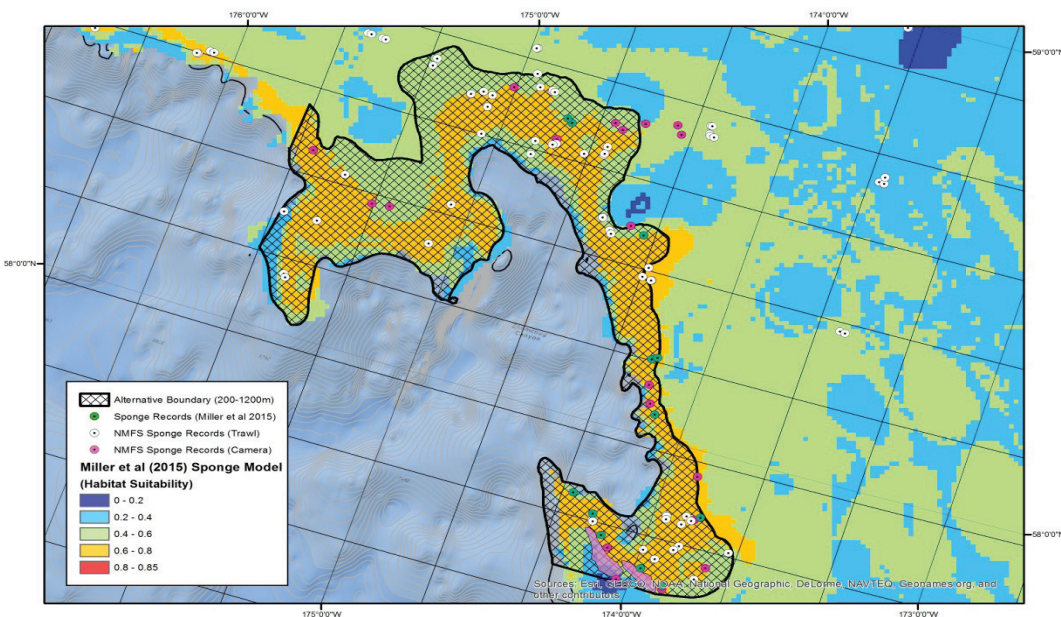 176°0'0"W 175°0'0"W 174°0'0"W
59°0'0"N
58°0'0"N
Canyon
Alternative Boundary (200-1200m)
Sponge Records (Miller et al 2015)
NMFS Sponge Records (Trawl)
NMFS Sponge Records (Camera)
Miller et al (2015) Sponge Model
(Habitat Suitability)
0 - 0.2
0.2 - 0.4
0.4 - 0.6
0.6 - 0.8
0.8 - 0.85
58°0'0"N
Sources: Esri, GEBCO, NOAA, National Geographic, DeLorme, NAVTEQ, Geonames.org, and
other contributors
175°0'0"W 174°0'0"W 173°0'0"W